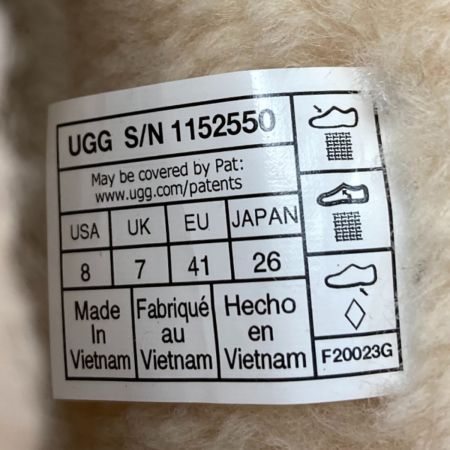 UGG S/N 1152550
May be covered by Pat:
www.ugg.com/patents
USA UK EU JAPAN
8 7 41 26
Made In Vietnam
Fabriqué au Vietnam
Hecho en Vietnam
F20023G